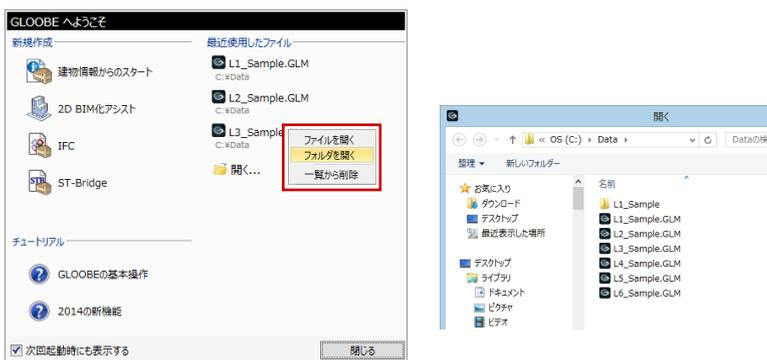 GLOOBE へようこそ
新規作成
建物情報からのスタート
2D BIM化アシスト
IFC
ST-Bridge
チュートリアル
GLOOBEの基本操作
2014の新機能
次回起動時にも表示する
最近使用したファイル
L1_Sample.GLM
C:¥Data
L2_Sample.GLM
C:¥Data
L3_Sample
C:¥Data
開く...
ファイルを開く
フォルダを開く
一覧から削除
閉じる
開く
« OS (C:) ▸ Data ▸
Dataの検
整理 ▼ 新しいフォルダー
お気に入り
ダウンロード
デスクトップ
最近表示した場所
デスクトップ
ライブラリ
ドキュメント
ピクチャ
ビデオ
名前
L1_Sample
L1_Sample.GLM
L2_Sample.GLM
L3_Sample.GLM
L4_Sample.GLM
L5_Sample.GLM
L6_Sample.GLM